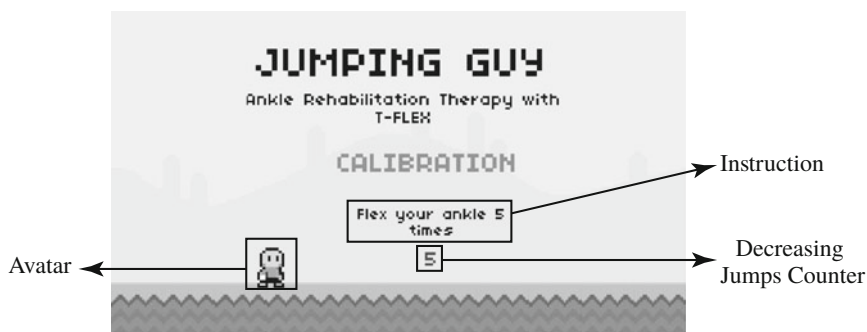 JUMPING GUY
Ankle Rehabilitation Therapy with
T-FLEX
CALIBRATION
Instruction
Flex your ankle 5
times
5
Avatar
Decreasing
Jumps Counter